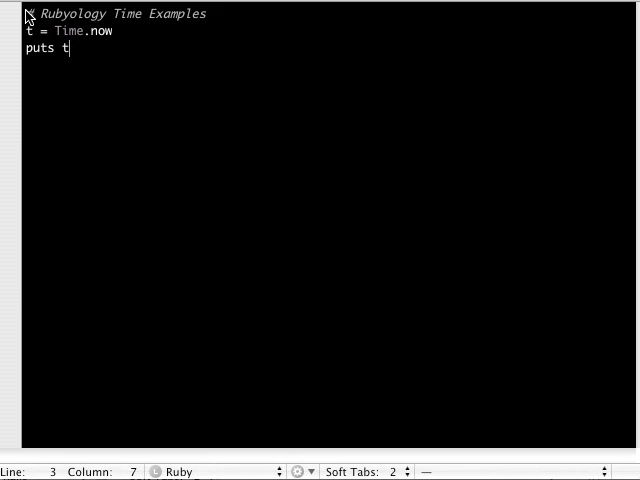 # Rubyology Time Examples
t = Time.now
puts t
Line: 3 Column: 7 L Ruby Soft Tabs: 2 —